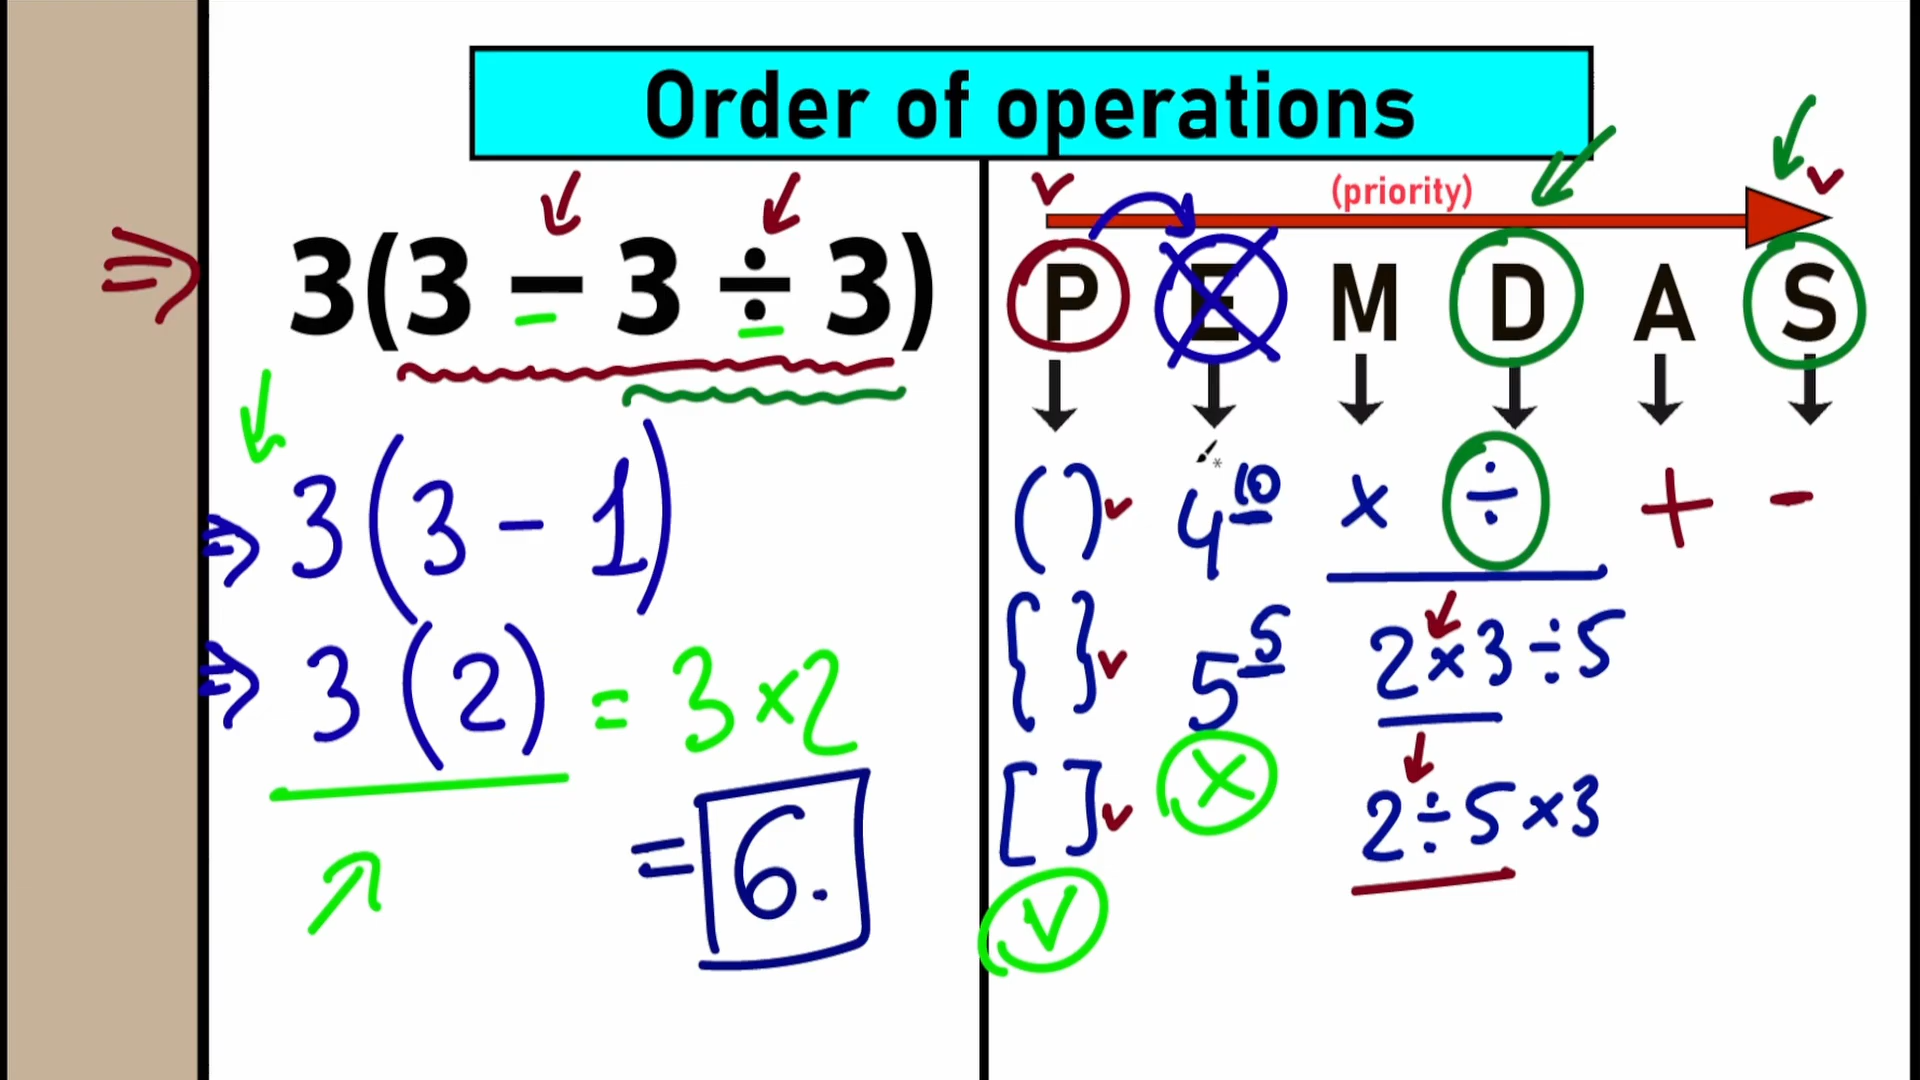 Order of operations
3(3 − 3 ÷ 3)
⇒ 3(3 - 1)
⇒ 3(2) = 3×2
= 6.
(priority)
P E M D A S
( ) 4^10 × ÷ + -
{ } 5^5 2×3÷5
[ ] 2÷5×3